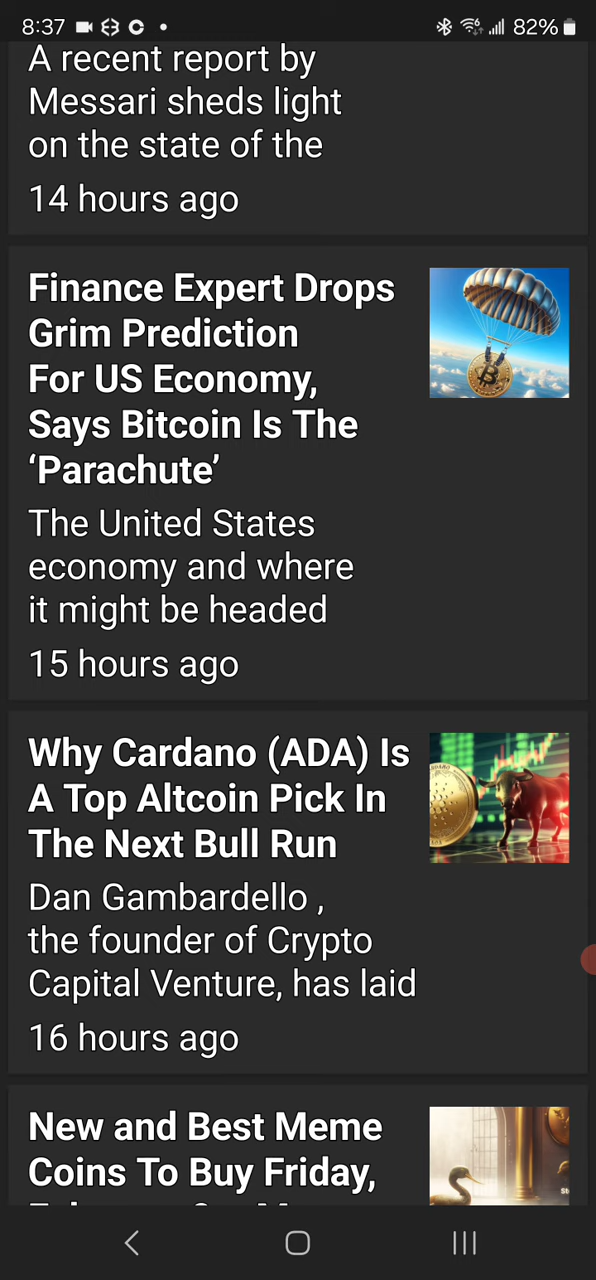 8:37
82%
A recent report by
Messari sheds light
on the state of the
14 hours ago
Finance Expert Drops
Grim Prediction
For US Economy,
Says Bitcoin Is The
‘Parachute’
The United States
economy and where
it might be headed
15 hours ago
Why Cardano (ADA) Is
A Top Altcoin Pick In
The Next Bull Run
Dan Gambardello ,
the founder of Crypto
Capital Venture, has laid
16 hours ago
New and Best Meme
Coins To Buy Friday,